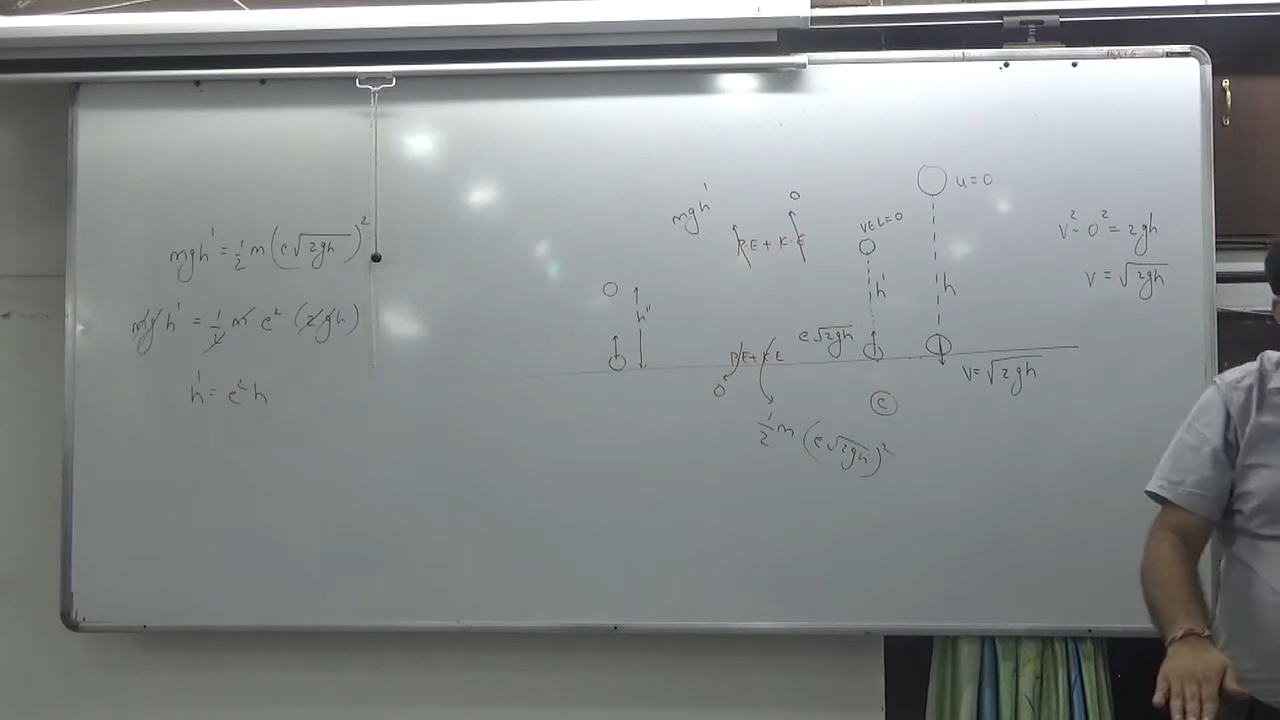 mgh' = 1/2 m (e√2gh)²
mgh' = 1/2 m e² (2gh)
h' = e²h
h''
mgh'
0
P.E + K.E
P.E + K.E
0
1/2 m (e√2gh)²
VEL=0
h'
e√2gh
e
u=0
h
V=√2gh
V² - 0² = 2gh
V = √2gh